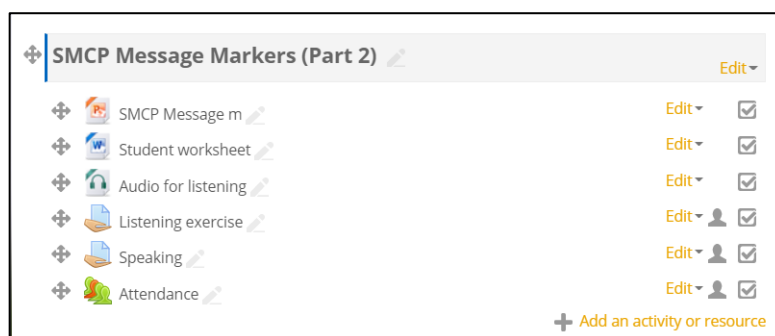 SMCP Message Markers (Part 2)
Edit
SMCP Message m Edit
Student worksheet Edit
Audio for listening Edit
Listening exercise Edit
Speaking Edit
Attendance Edit
Add an activity or resource